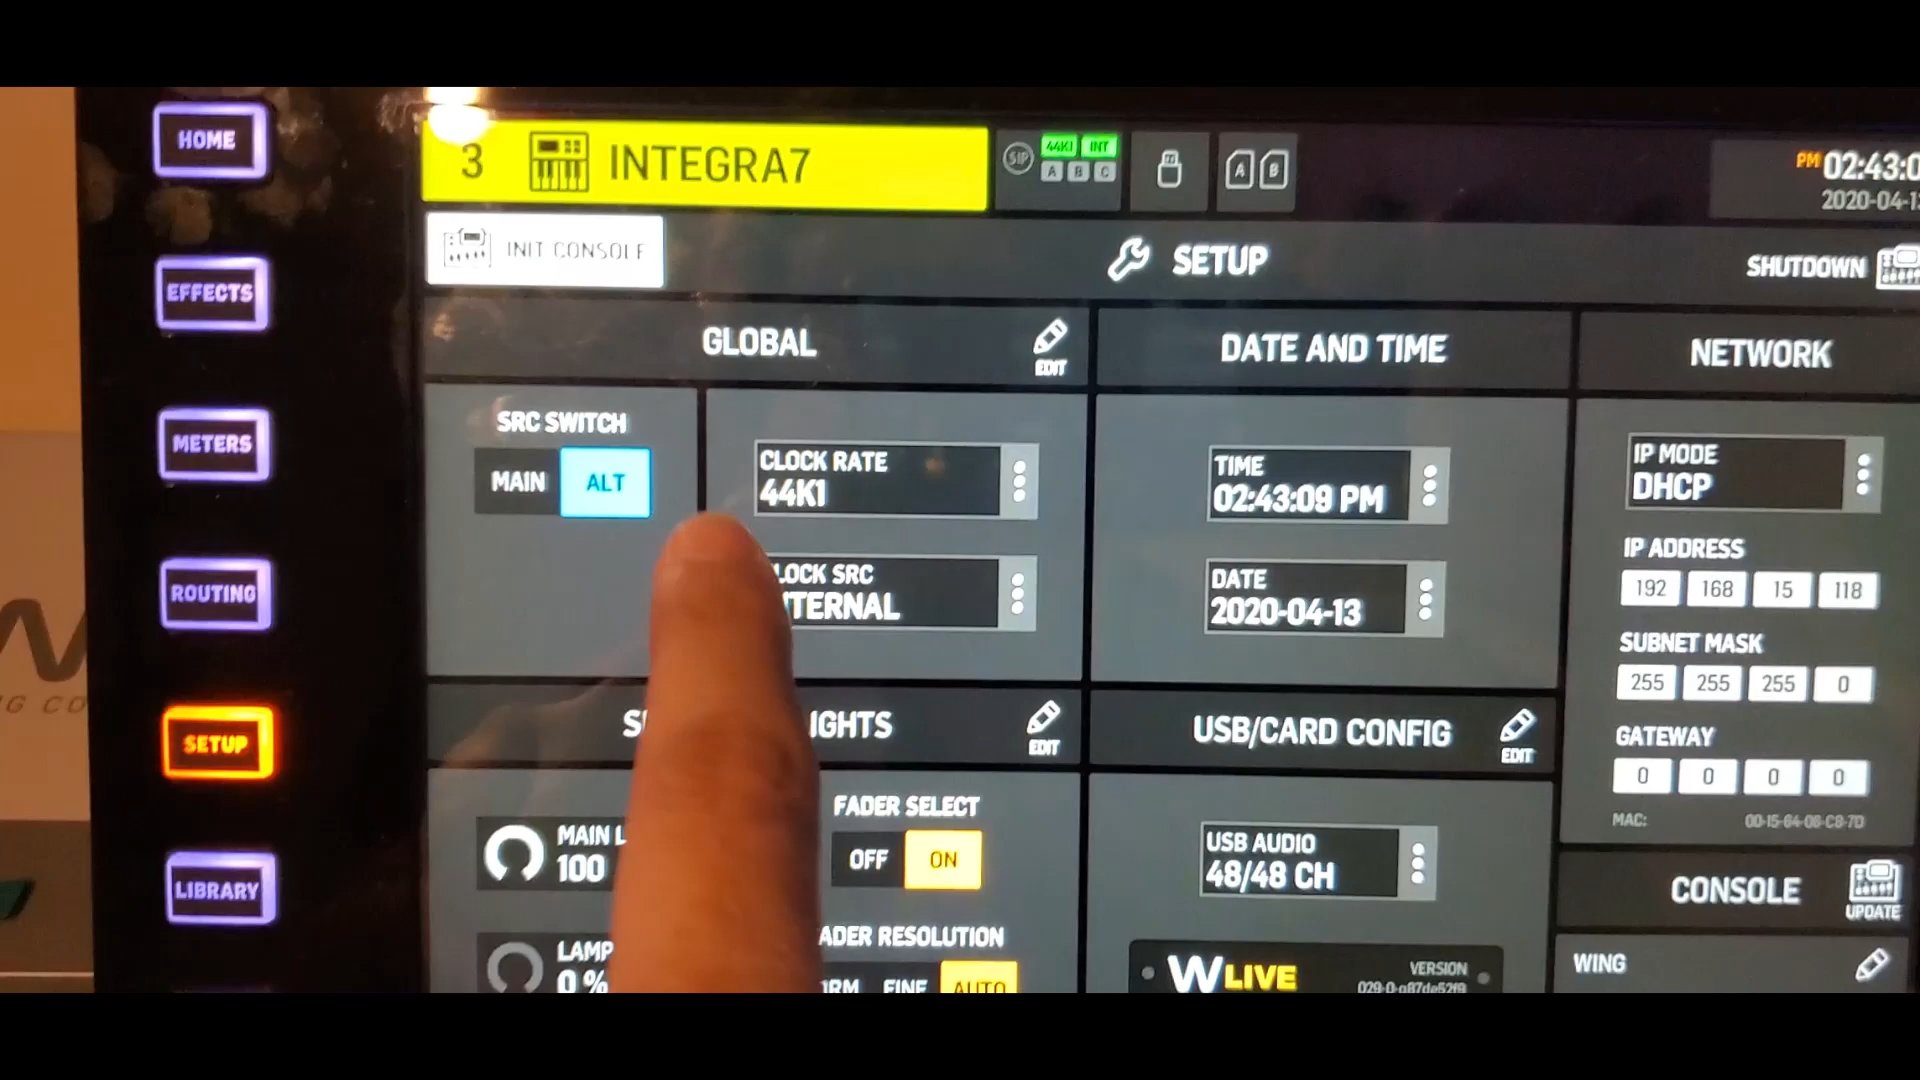 HOME
EFFECTS
METERS
ROUTING
SETUP
LIBRARY
3 INTEGRA7
SIP
44K1 INT
A B C
A B
PM 02:43:0
2020-04-13
INIT CONSOLE
SETUP
SHUTDOWN
GLOBAL
EDIT
SRC SWITCH
MAIN ALT
CLOCK RATE
44K1
LOCK SRC
TERNAL
DATE AND TIME
TIME
02:43:09 PM
DATE
2020-04-13
NETWORK
IP MODE
DHCP
IP ADDRESS
192 168 15 118
SUBNET MASK
255 255 255 0
GATEWAY
0 0 0 0
MAC: 00-15-64-08-C8-7D
IGHTS
EDIT
MAIN L
100
LAMP
0 %
FADER SELECT
OFF ON
ADER RESOLUTION
FINE AUTO
USB/CARD CONFIG
EDIT
USB AUDIO
48/48 CH
W LIVE
VERSION
CONSOLE
UPDATE
WING